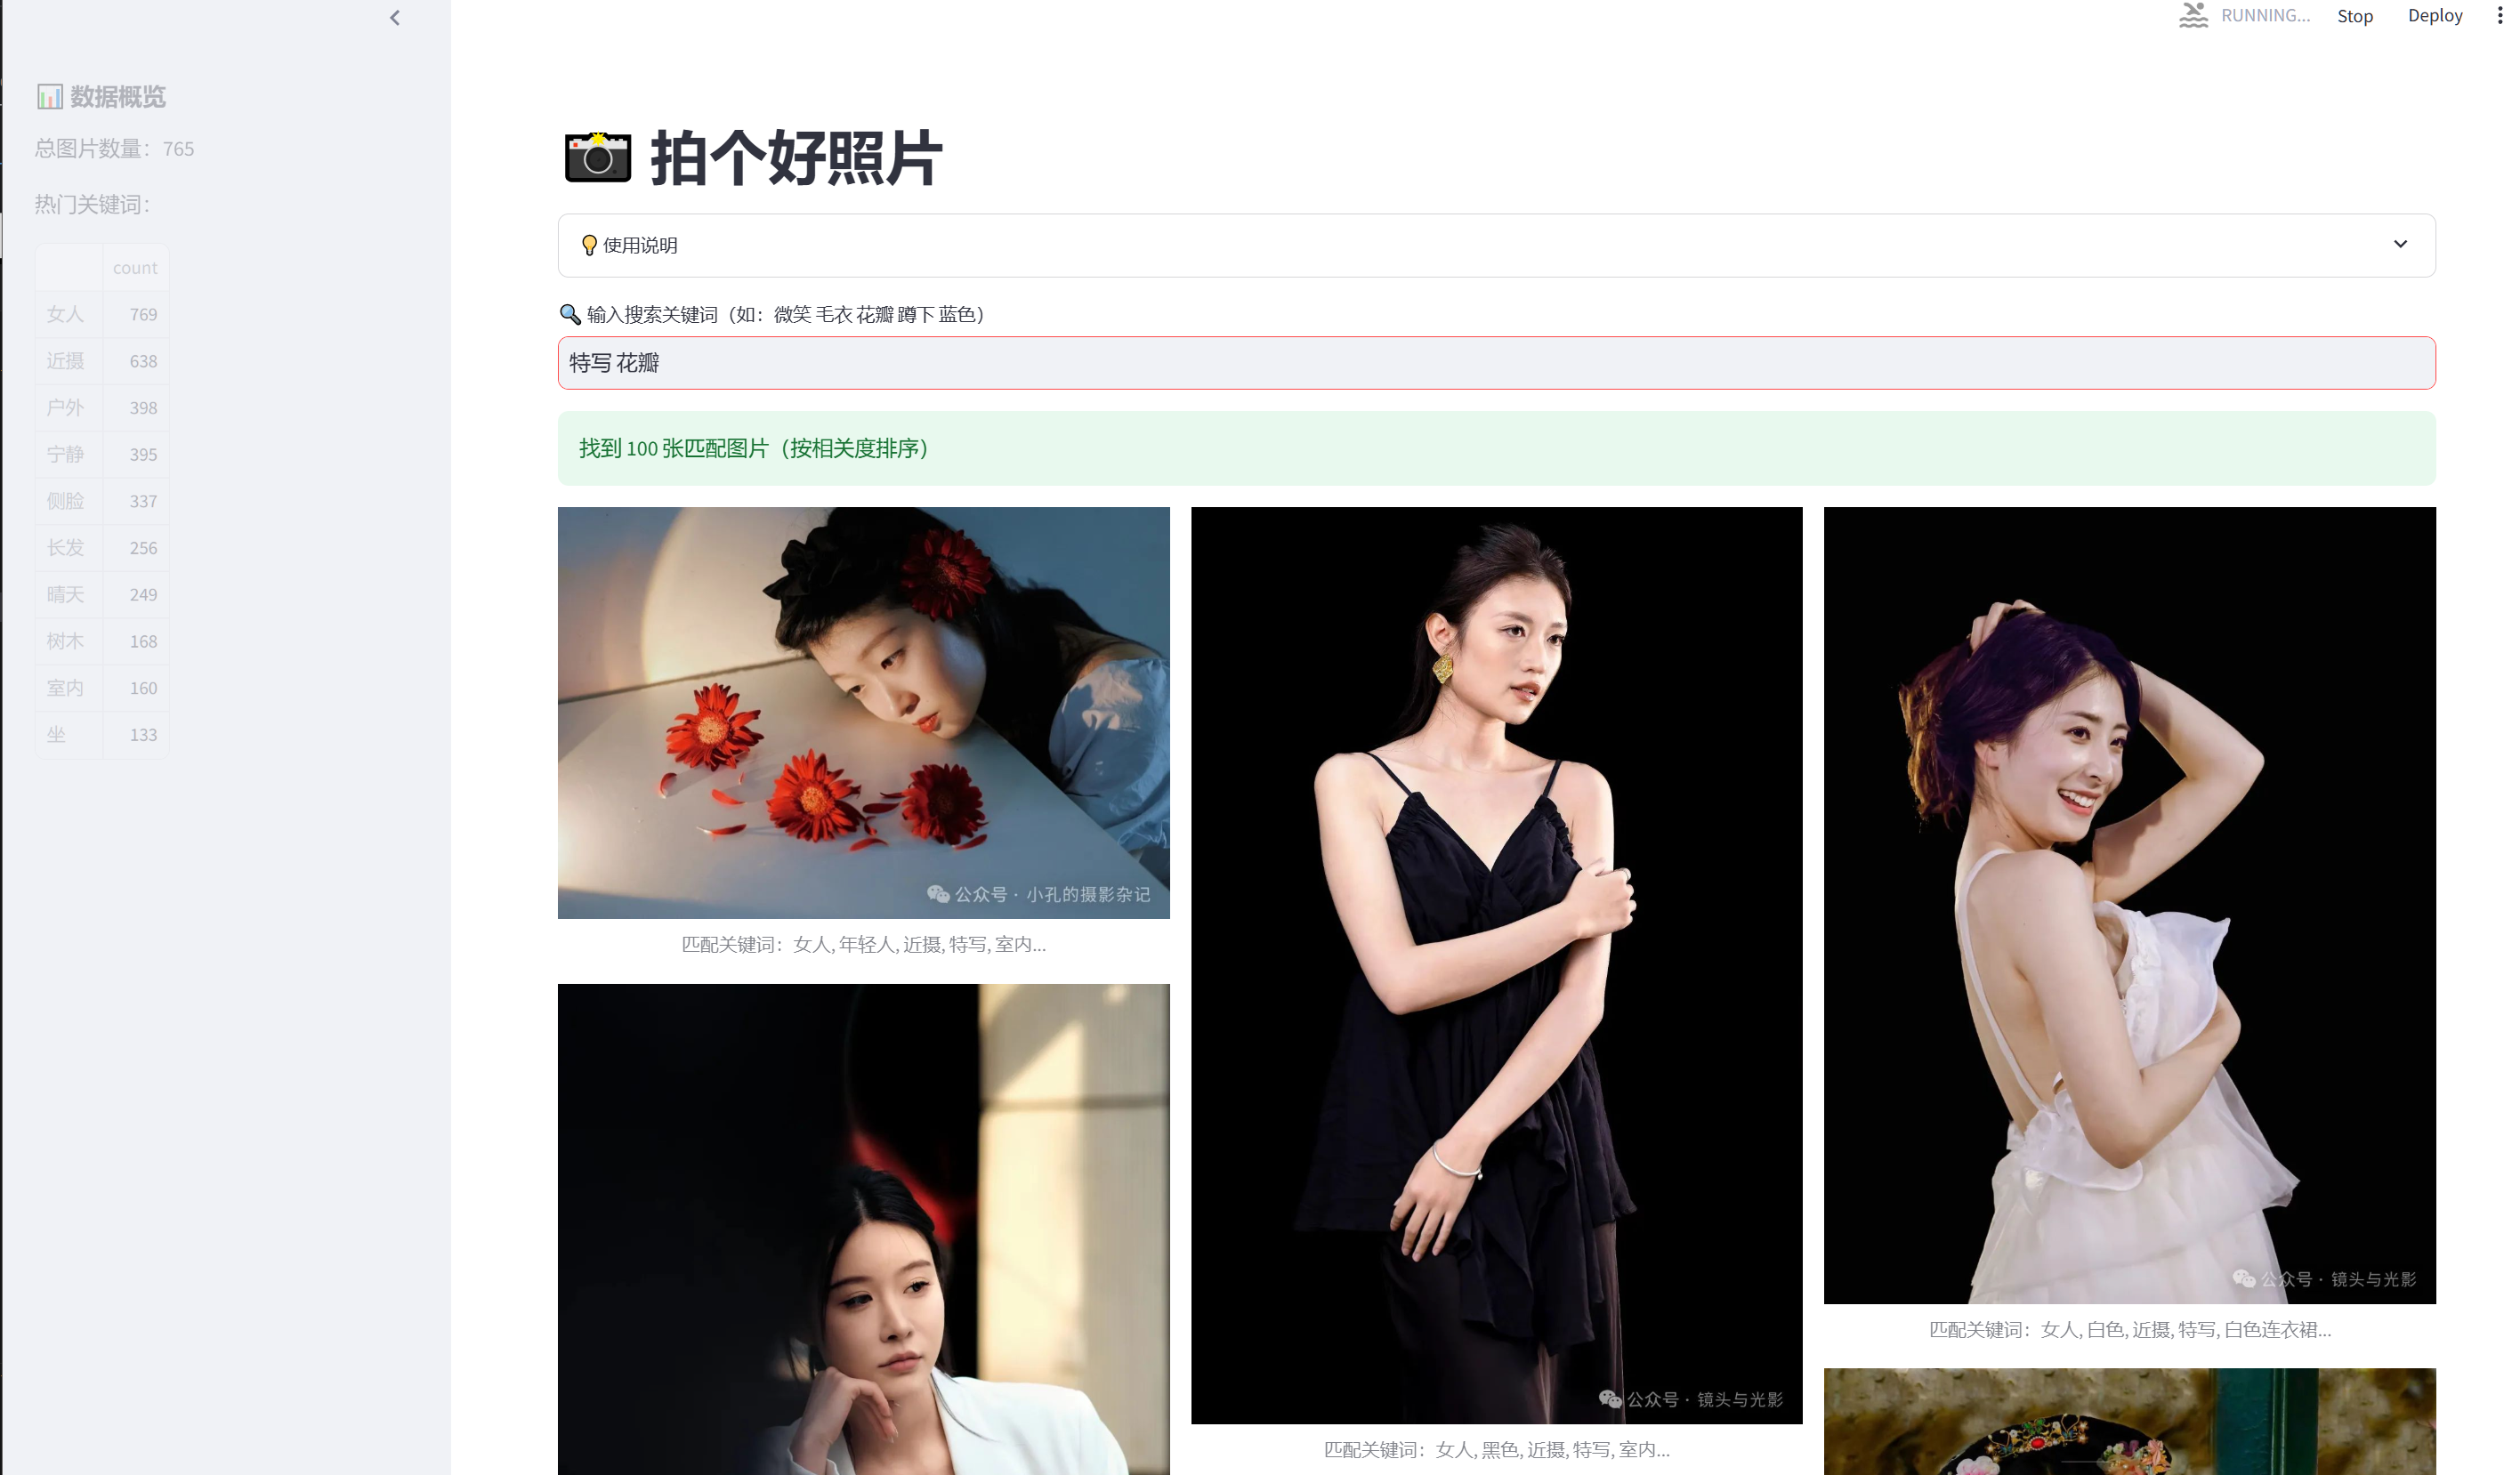 RUNNING...
Stop
Deploy
数据概览
总图片数量：765
热门关键词：
count
女人 769
近摄 638
户外 398
宁静 395
侧脸 337
长发 256
晴天 249
树木 168
室内 160
坐 133
拍个好照片
使用说明
输入搜索关键词（如：微笑 毛衣 花瓣 蹲下 蓝色）
特写 花瓣
找到 100 张匹配图片（按相关度排序）
公众号 · 小孔的摄影杂记
匹配关键词：女人, 年轻人, 近摄, 特写, 室内...
公众号 · 镜头与光影
匹配关键词：女人, 黑色, 近摄, 特写, 室内...
公众号 · 镜头与光影
匹配关键词：女人, 白色, 近摄, 特写, 白色连衣裙...